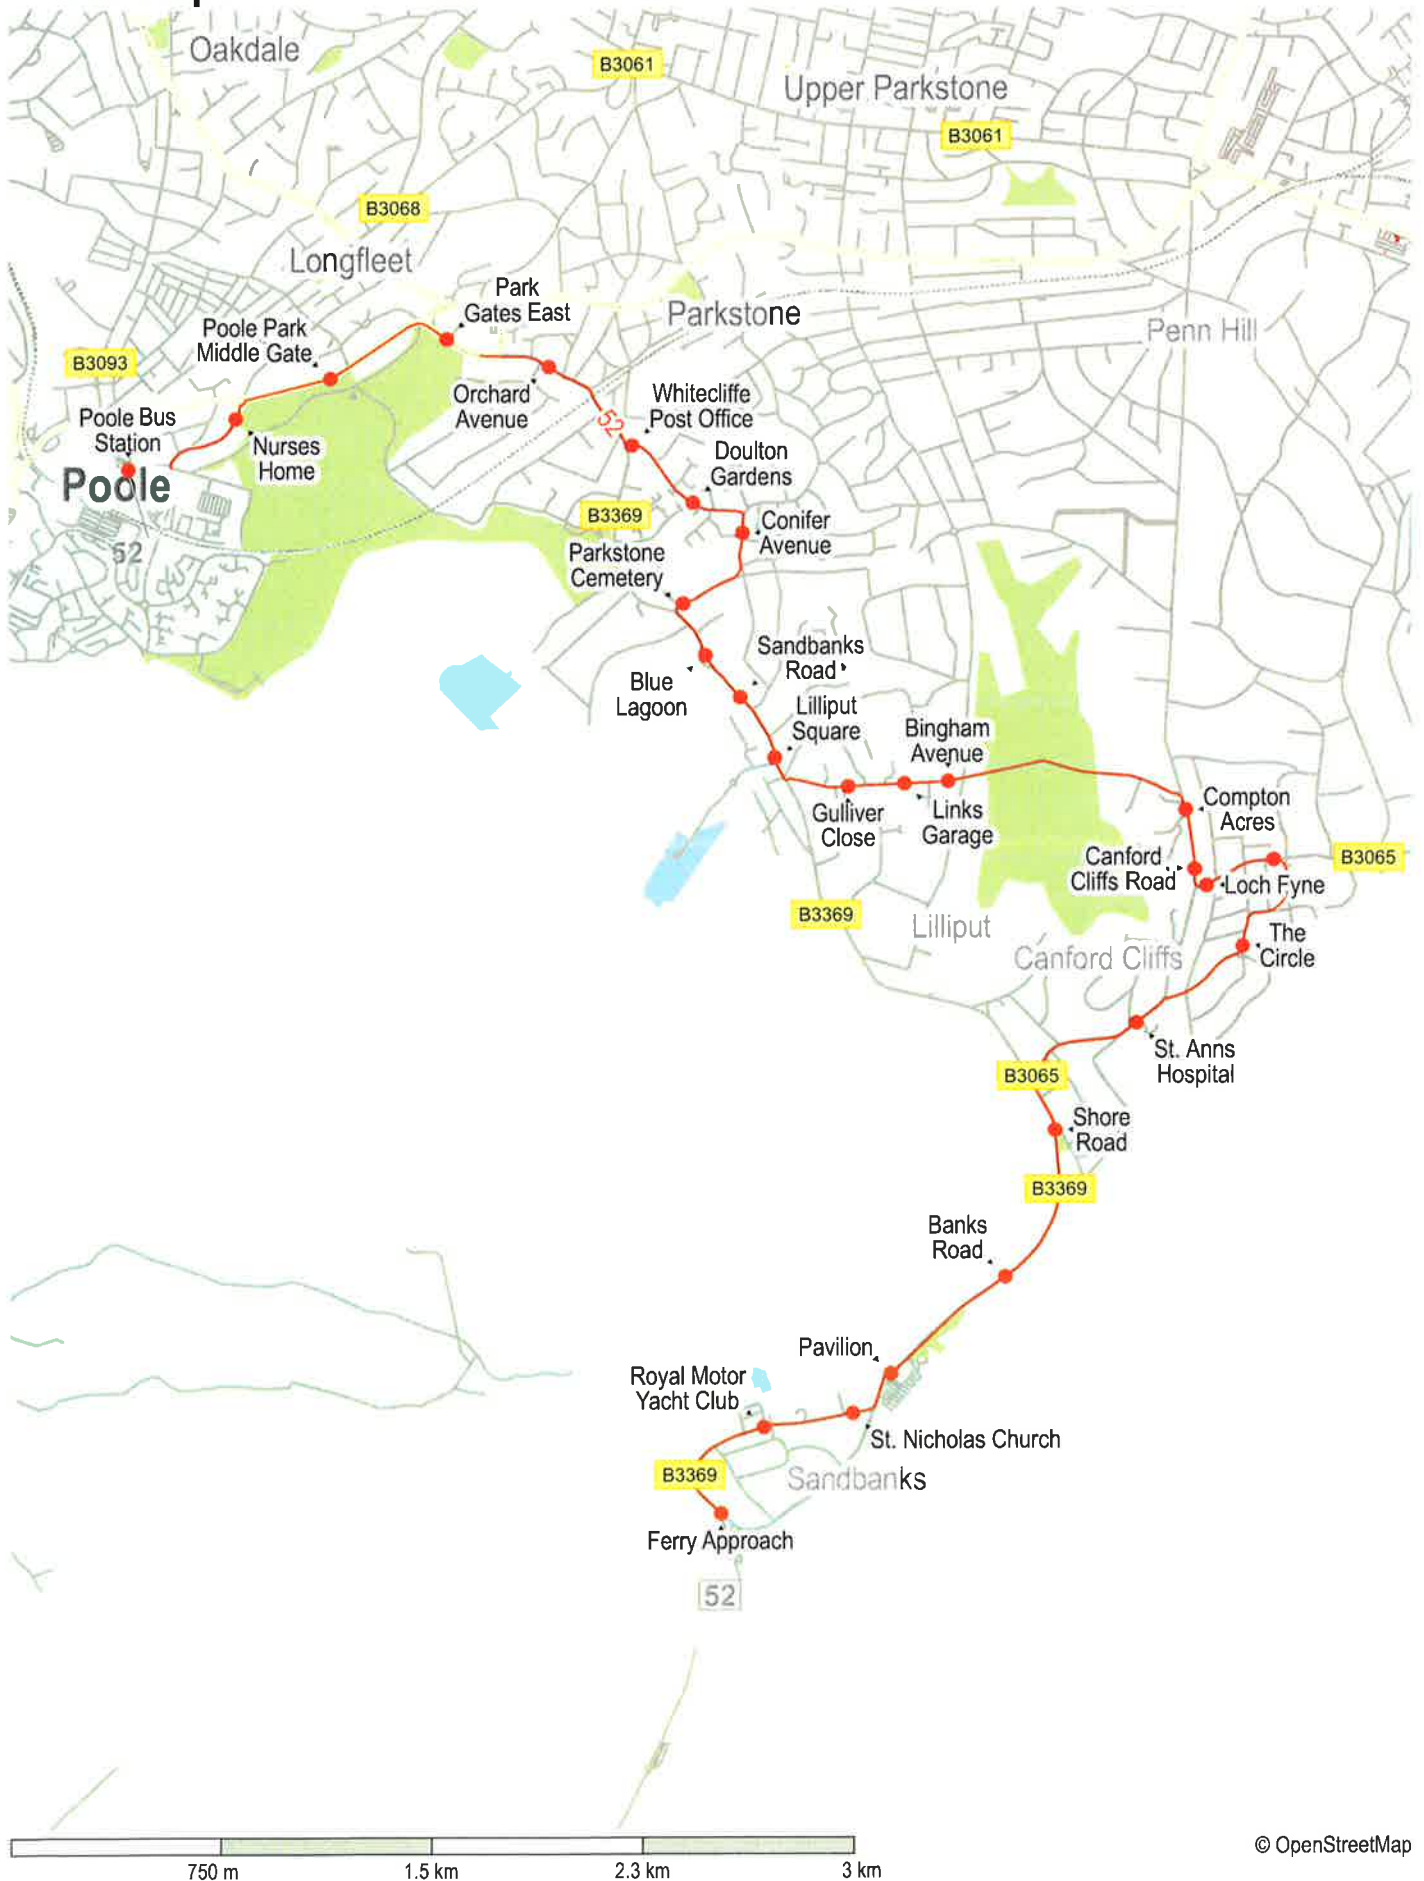 Oakdale
B3061
Upper Parkstone
B3061
B3068
Longfleet
Park
Gates East
Parkstone
Poole Park
Middle Gate
Penn Hill
B3093
Orchard
Avenue
Whitecliffe
Post Office
52
Poole Bus
Station
Nurses
Home
Doulton
Gardens
Poole
B3369
Conifer
Avenue
52
Parkstone
Cemetery
Sandbanks
Road
Blue
Lagoon
Lilliput
Square
Bingham
Avenue
Gulliver
Close
Links
Garage
Compton
Acres
Canford
Cliffs Road
B3065
Loch Fyne
B3369
Lilliput
The
Circle
Canford Cliffs
St. Anns
Hospital
B3065
Shore
Road
B3369
Banks
Road
Pavilion
Royal Motor
Yacht Club
St. Nicholas Church
B3369
Sandbanks
Ferry Approach
52
© OpenStreetMap
750 m
1.5 km
2.3 km
3 km